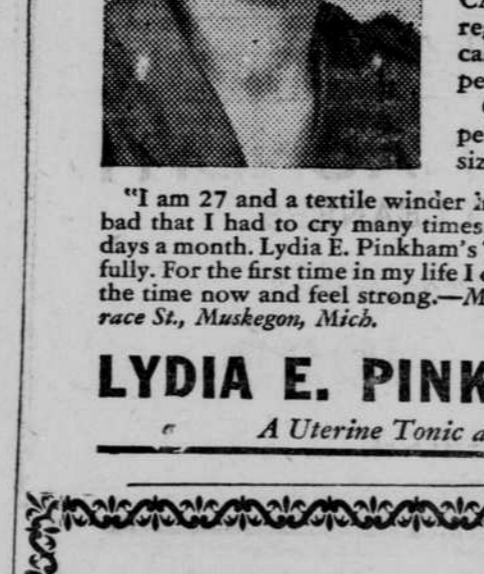 re
ca
pe
pe
siz
"I am 27 and a textile winder
bad that I had to cry many times
days a month. Lydia E. Pinkham's
fully. For the first time in my life I
the time now and feel strong.—M
race St., Muskegon, Mich.
LYDIA E. PINK
A Uterine Tonic a